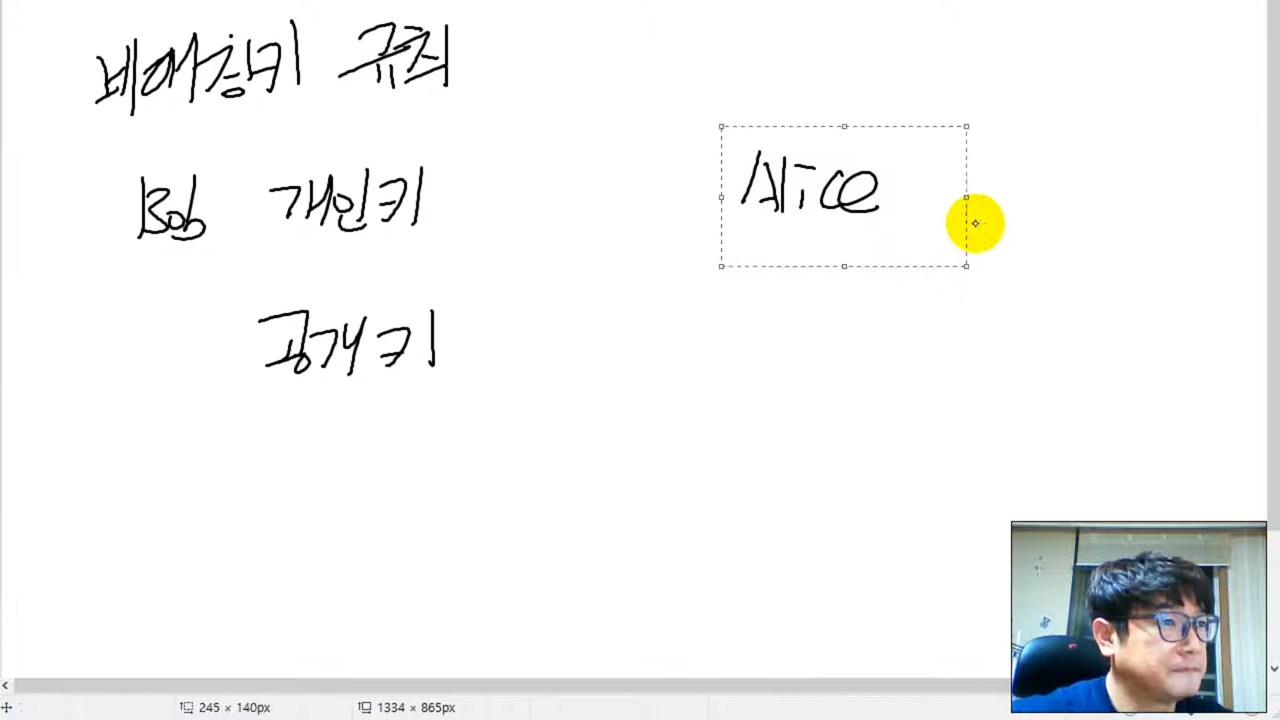 비대칭키 규칙
Bob 개인키
Alice
공개키
245 × 140px
1334 × 865px